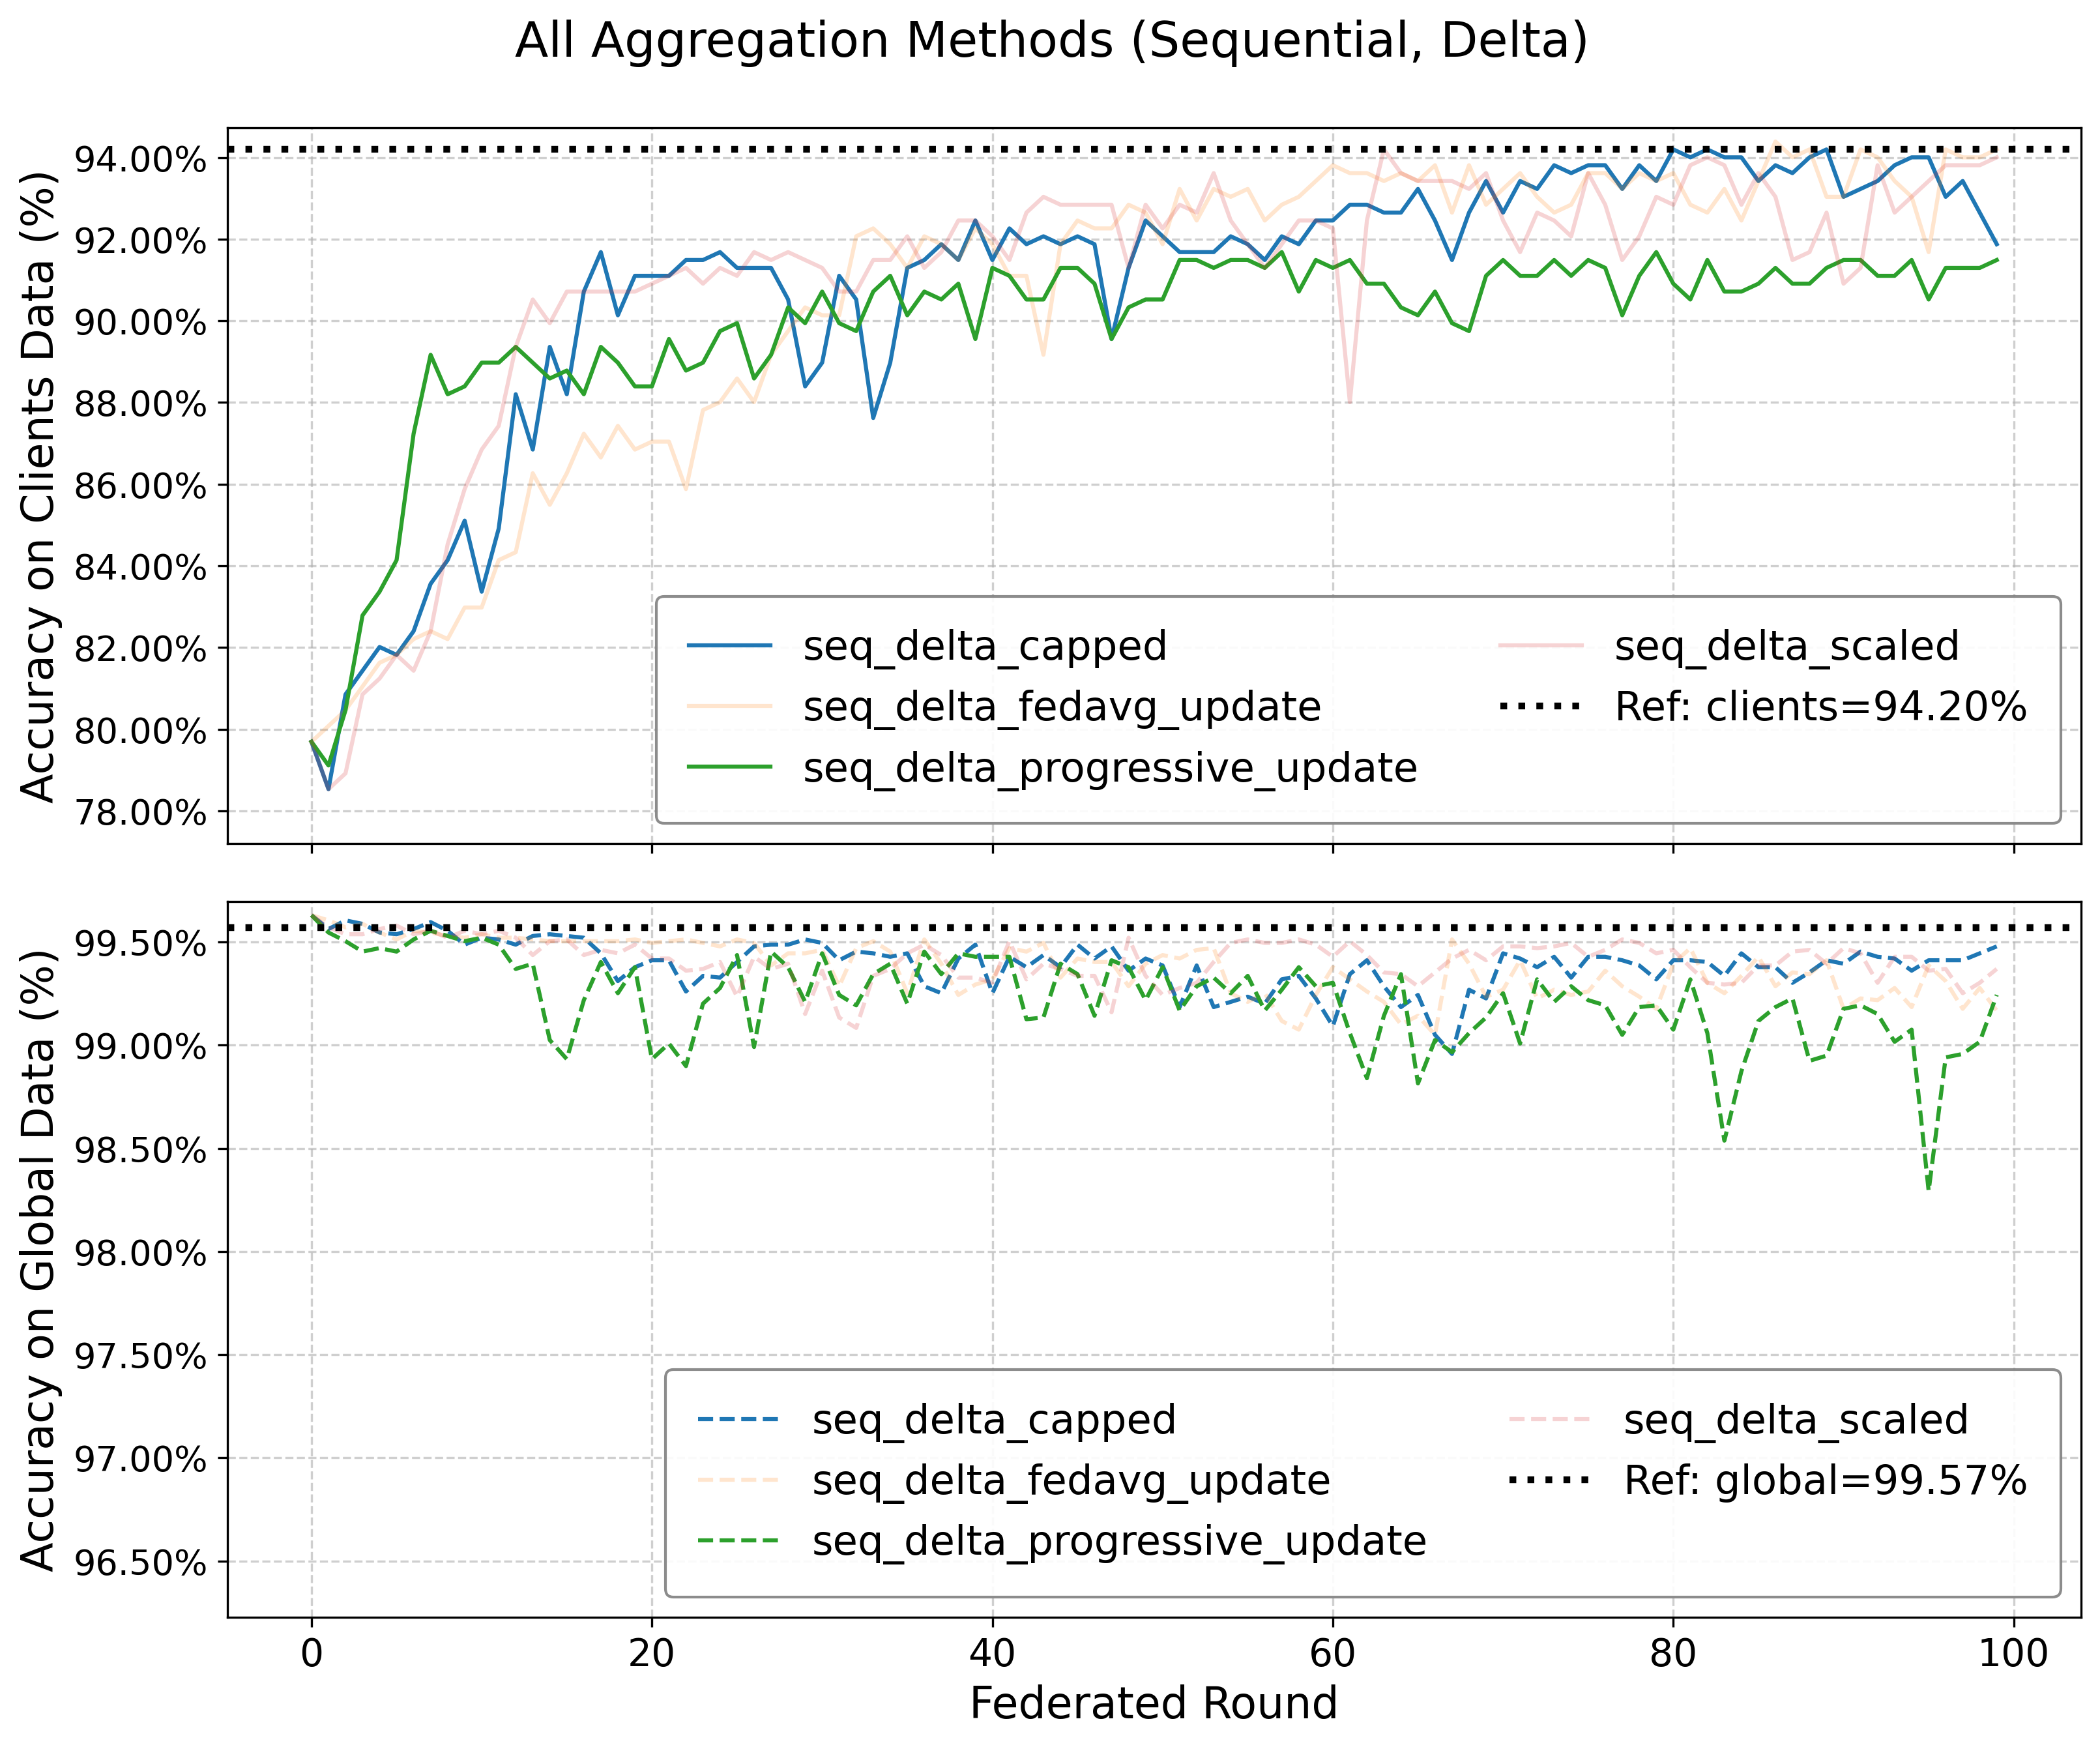 All Aggregation Methods (Sequential, Delta)
Accuracy on Clients Data (%)
94.00%
92.00%
90.00%
88.00%
86.00%
84.00%
82.00%
80.00%
78.00%
seq_delta_capped
seq_delta_fedavg_update
seq_delta_progressive_update
seq_delta_scaled
Ref: clients=94.20%
Accuracy on Global Data (%)
99.50%
99.00%
98.50%
98.00%
97.50%
97.00%
96.50%
seq_delta_capped
seq_delta_fedavg_update
seq_delta_progressive_update
seq_delta_scaled
Ref: global=99.57%
0 20 40 60 80 100
Federated Round